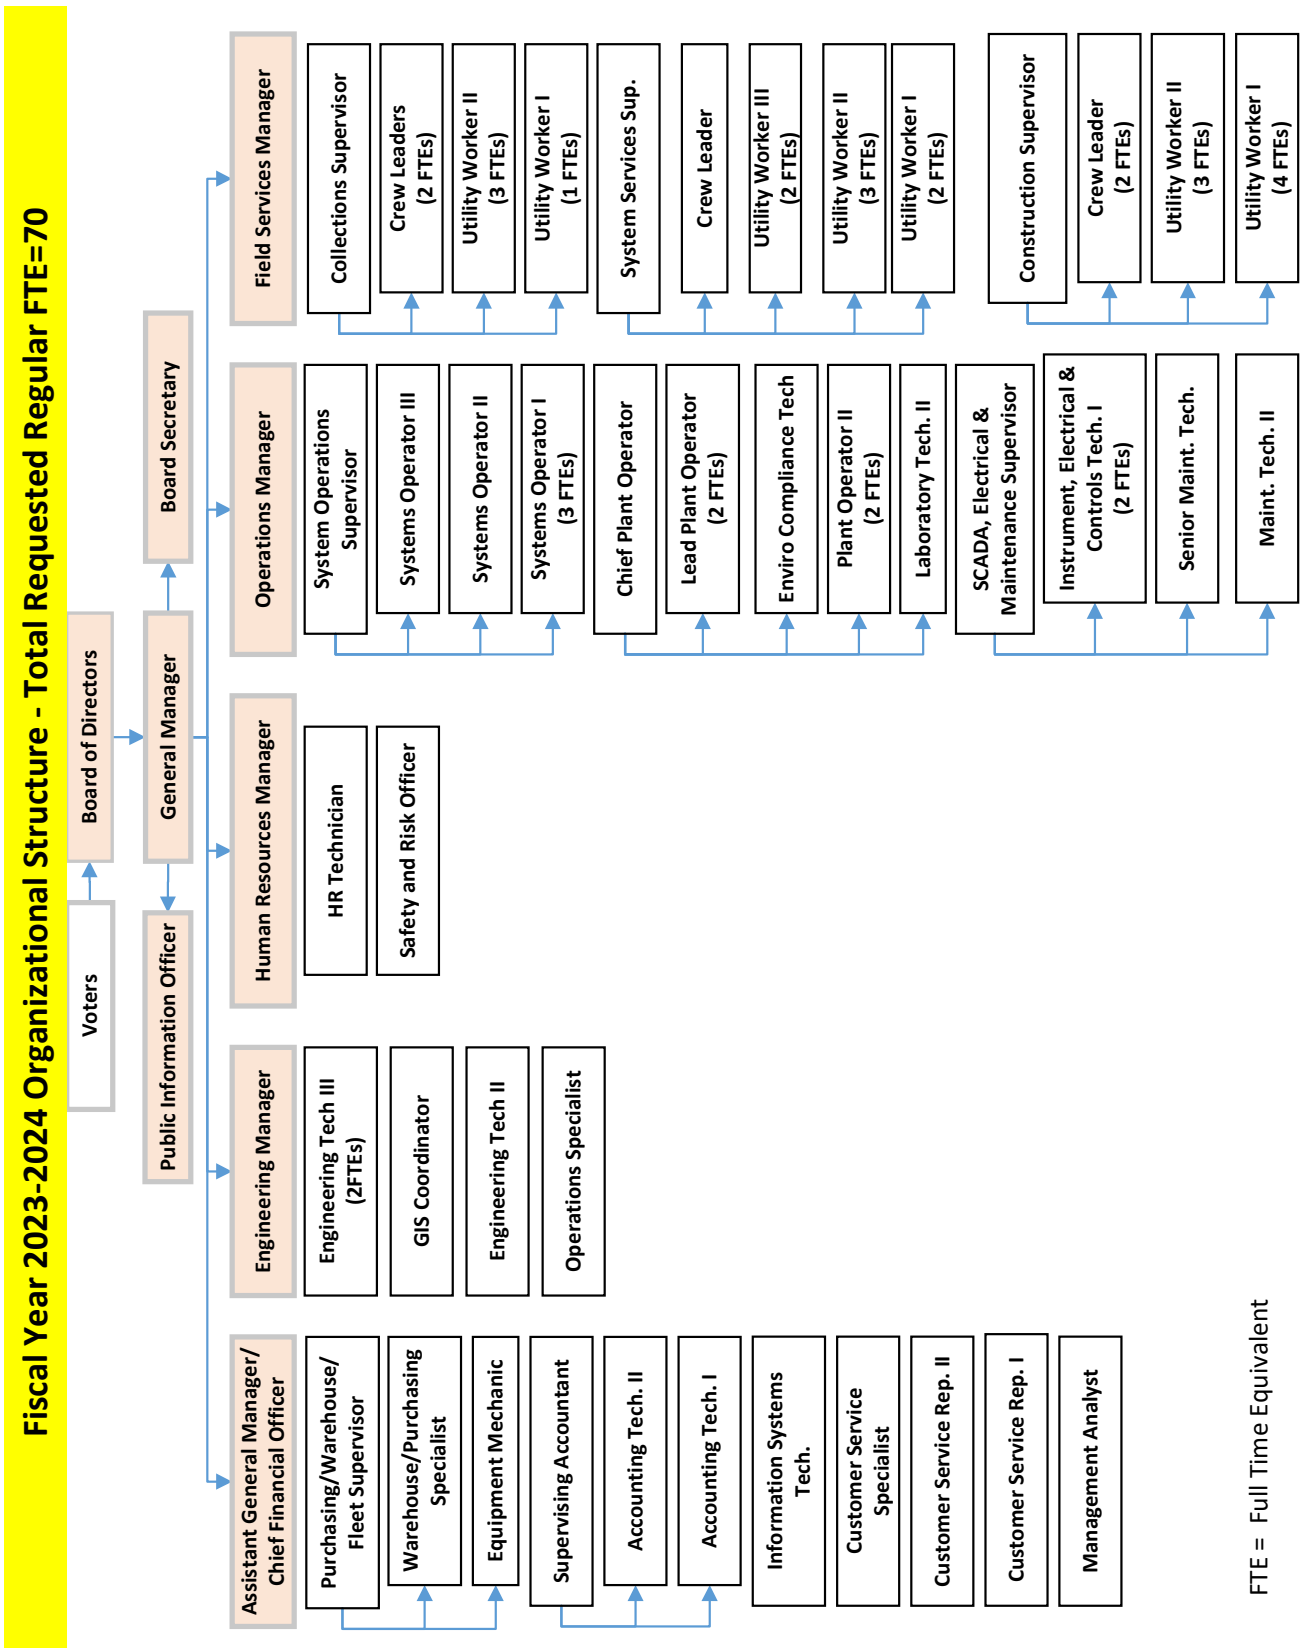 Fiscal Year 2023-2024 Organizational Structure - Total Requested Regular FTE=70
Voters
Board of Directors
Public Information Officer
General Manager
Board Secretary
Assistant General Manager/
Chief Financial Officer
Purchasing/Warehouse/
Fleet Supervisor
Warehouse/Purchasing
Specialist
Equipment Mechanic
Supervising Accountant
Accounting Tech. II
Accounting Tech. I
Information Systems
Tech.
Customer Service
Specialist
Customer Service Rep. II
Customer Service Rep. I
Management Analyst
Engineering Manager
Engineering Tech III
(2FTEs)
GIS Coordinator
Engineering Tech II
Operations Specialist
Human Resources Manager
HR Technician
Safety and Risk Officer
Operations Manager
System Operations
Supervisor
Systems Operator III
Systems Operator II
Systems Operator I
(3 FTEs)
Chief Plant Operator
Lead Plant Operator
(2 FTEs)
Enviro Compliance Tech
Plant Operator II
(2 FTEs)
Laboratory Tech. II
SCADA, Electrical &
Maintenance Supervisor
Instrument, Electrical &
Controls Tech. I
(2 FTEs)
Senior Maint. Tech.
Maint. Tech. II
Field Services Manager
Collections Supervisor
Crew Leaders
(2 FTEs)
Utility Worker II
(3 FTEs)
Utility Worker I
(1 FTEs)
System Services Sup.
Crew Leader
Utility Worker III
(2 FTEs)
Utility Worker II
(3 FTEs)
Utility Worker I
(2 FTEs)
Construction Supervisor
Crew Leader
(2 FTEs)
Utility Worker II
(3 FTEs)
Utility Worker I
(4 FTEs)
FTE = Full Time Equivalent